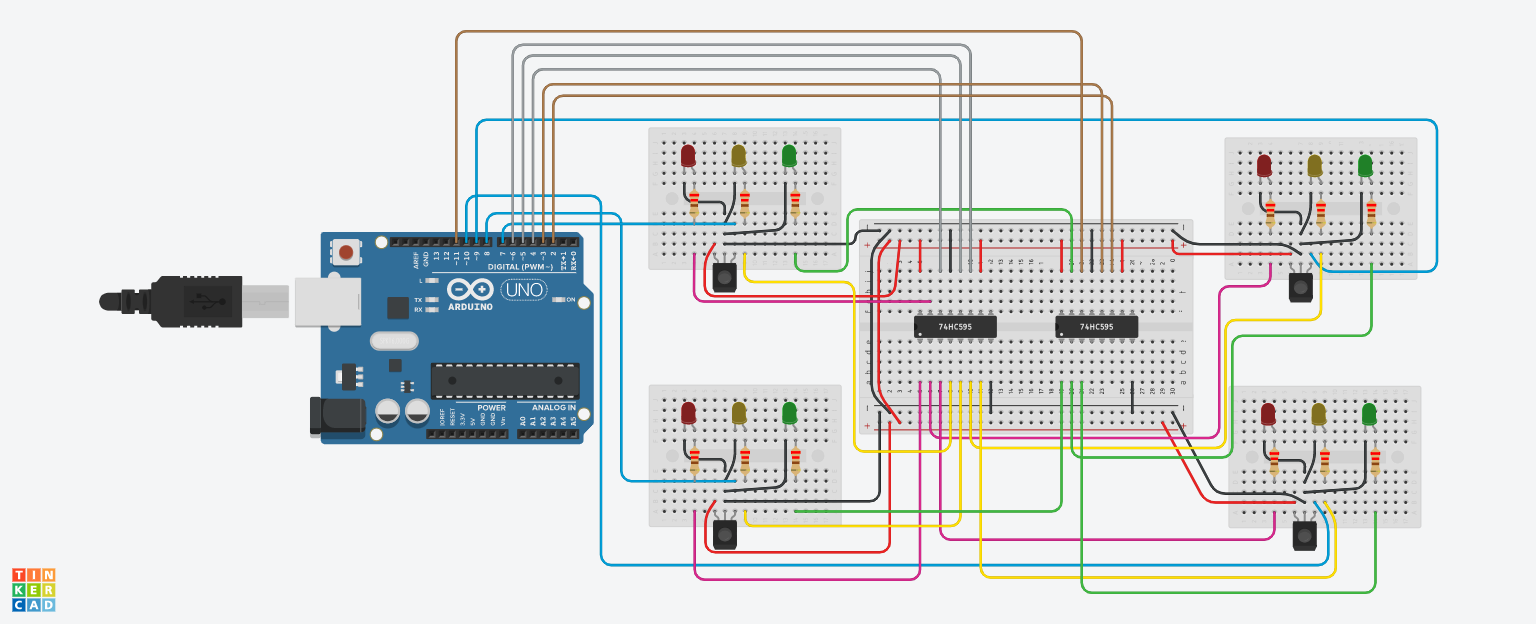 AREF
GND
13
12
~11
~10
~9
8
7
~6
~5
~4
~3
2
TX→1
RX←0
DIGITAL (PWM~)
L
TX
RX
UNO
ON
ARDUINO
74HC595
74HC595
POWER
ANALOG IN
IOREF
RESET
3.3V
5V
GND
GND
Vin
A0
A1
A2
A3
A4
A5
TIN
KER
CAD